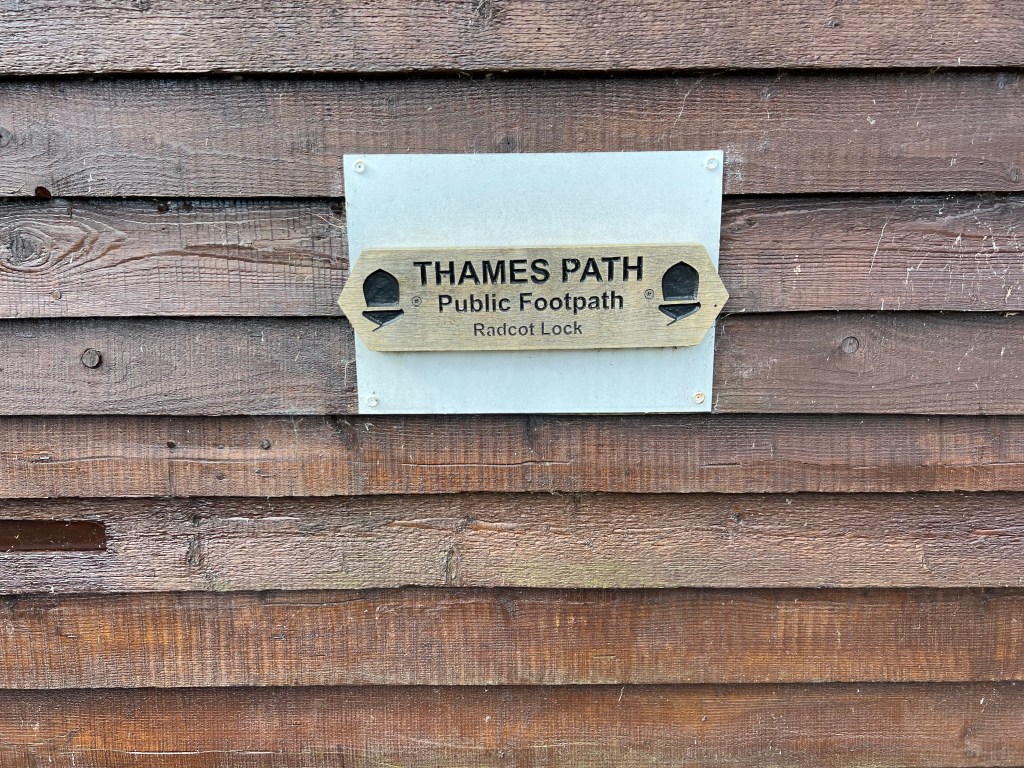 THAMES PATH
Public Footpath
Radcot Lock